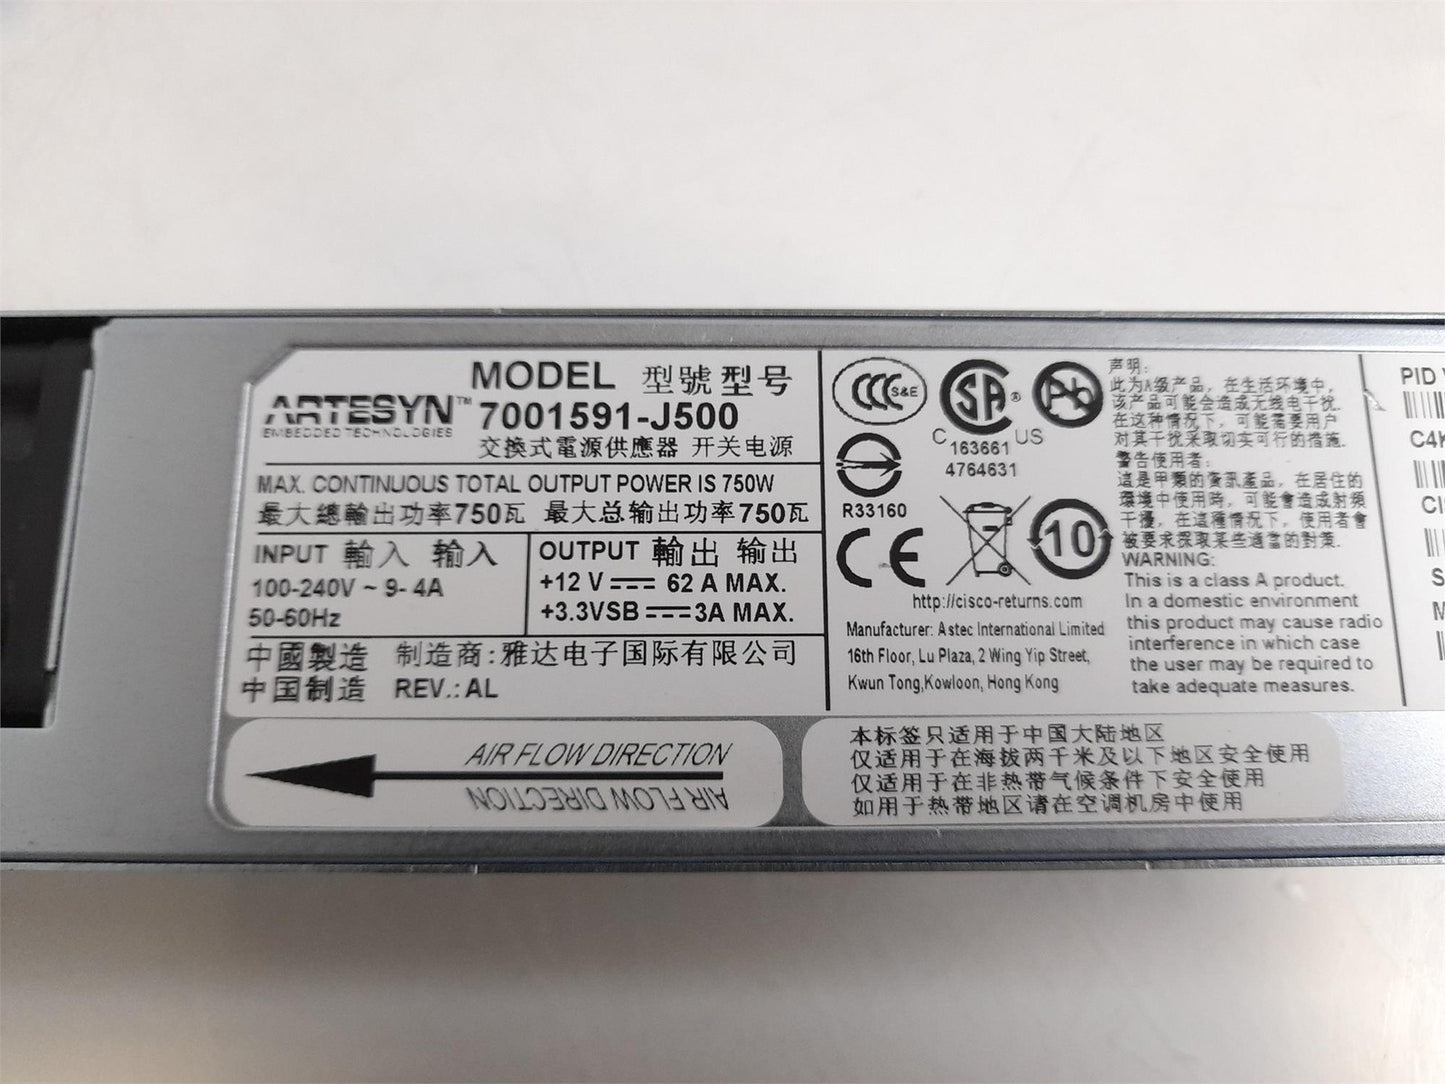 MODEL 型號 型号
ARTESYN™ 7001591-J500
EMBEDDED TECHNOLOGIES
交換式電源供應器 开关电源
MAX. CONTINUOUS TOTAL OUTPUT POWER IS 750W
最大總輸出功率750瓦 最大总输出功率750瓦
INPUT 輸入 输入
100-240V ~ 9- 4A
50-60Hz
OUTPUT 輸出 输出
+12 V 62 A MAX.
+3.3VSB 3A MAX.
中國製造 制造商:雅达电子国际有限公司
中国制造 REV.: AL
AIR FLOW DIRECTION
AIR FLOW DIRECTION
CCC S&E
SA ®
C US
163661
4764631
Pb
R33160
CE
10
http://cisco-returns.com
Manufacturer: Astec International Limited
16th Floor, Lu Plaza, 2 Wing Yip Street,
Kwun Tong,Kowloon, Hong Kong
声明:
此为A级产品，在生活环境中，
该产品可能会造成无线电干扰.
在这种情况下，可能需要用户
对其干扰采取切实可行的措施.
警告使用者:
這是甲類的資訊產品，在居住的
環境中使用時，可能會造成射頻
干擾，在這種情況下，使用者會
被要求採取某些適當的對策.
WARNING:
This is a class A product.
In a domestic environment
this product may cause radio
interference in which case
the user may be required to
take adequate measures.
本标签只适用于中国大陆地区
仅适用于在海拔两千米及以下地区安全使用
仅适用于在非热带气候条件下安全使用
如用于热带地区请在空调机房中使用
PID